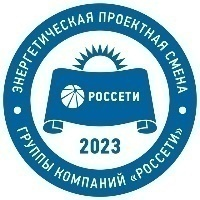 ЭНЕРГЕТИЧЕСКАЯ ПРОЕКТНАЯ СМЕНА
РОССЕТИ
2023
ГРУППЫ КОМПАНИЙ «РОССЕТИ»